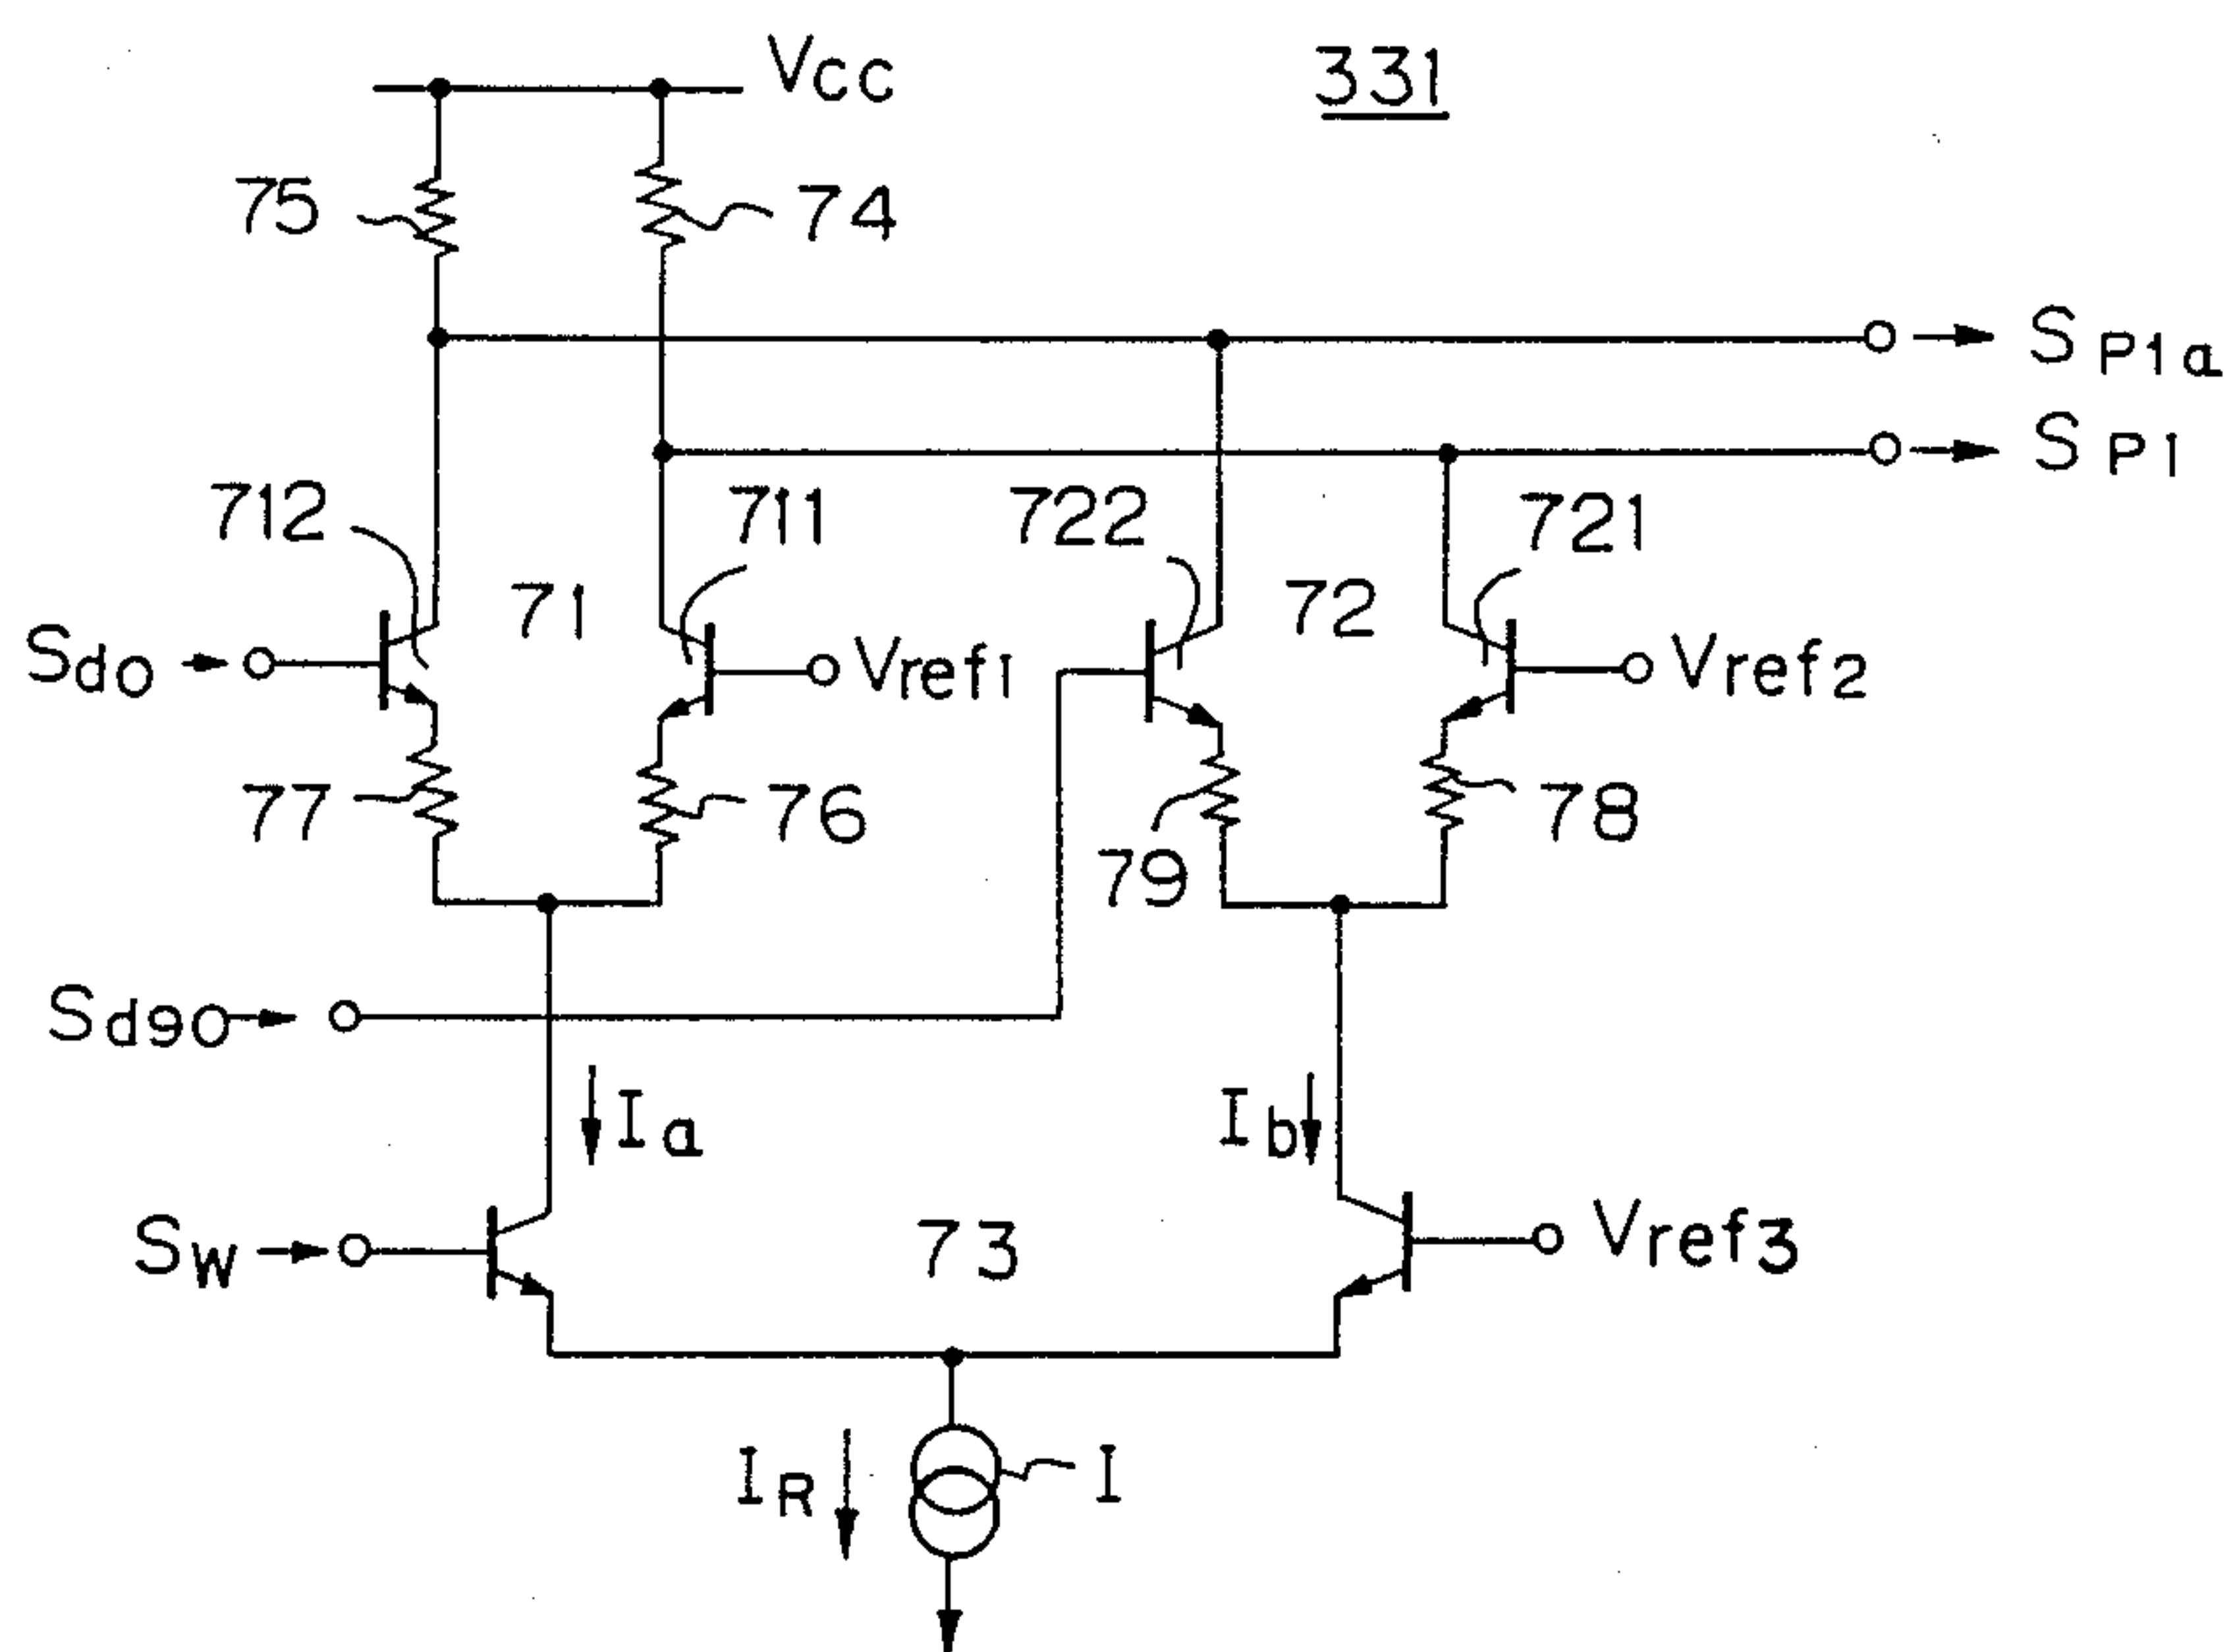 Vcc
331
75
74
SP1a
SP1
712
711
722
721
71
72
Sd0
Vref1
Vref2
77
76
79
78
Sd90
Ia
Ib
Sw
73
Vref3
IR
I